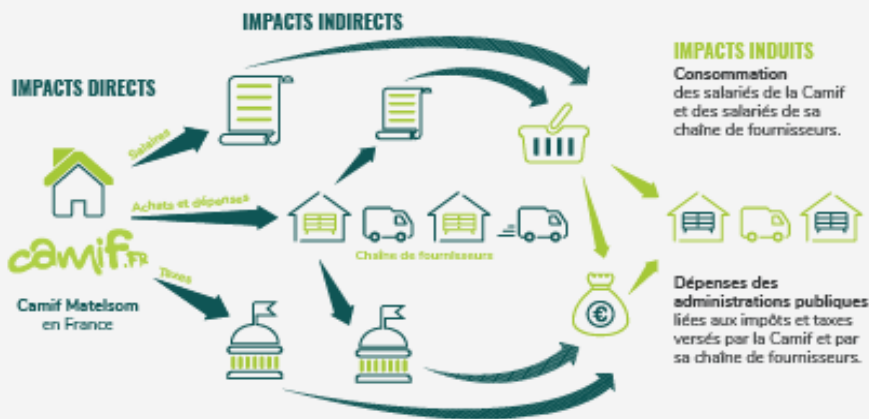 IMPACTS INDIRECTS
IMPACTS DIRECTS
IMPACTS INDUITS
Consommation
des salariés de la Camif
et des salariés de sa
chaîne de fournisseurs.
Salaires
Achats et dépenses
camif.FR
Chaîne de fournisseurs
Taxes
Camif Matelsom
en France
€
Dépenses des
administrations publiques
liées aux impôts et taxes
versés par la Camif et par
sa chaîne de fournisseurs.